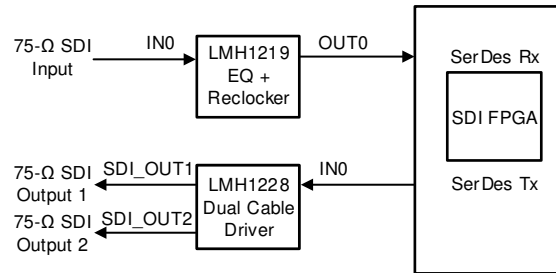 75-Ω SDI
Input
IN0
LMH1219
EQ +
Reclocker
OUT0
SerDes Rx
SDI FPGA
SerDes Tx
75-Ω SDI
Output 1
SDI_OUT1
75-Ω SDI
Output 2
SDI_OUT2
LMH1228
Dual Cable
Driver
IN0